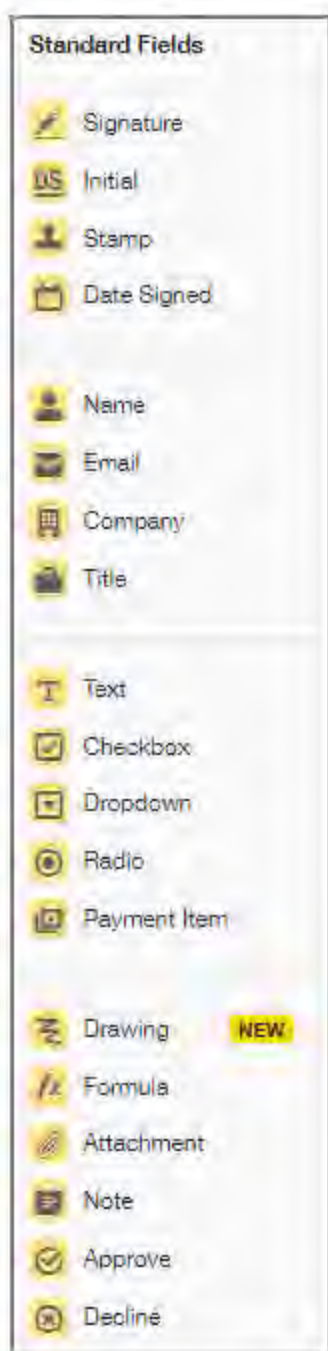 Standard Fields
Signature
DS Initial
Stamp
Date Signed
Name
Email
Company
Title
T Text
Checkbox
Dropdown
Radio
Payment Item
Drawing NEW
fx Formula
Attachment
Note
Approve
Decline